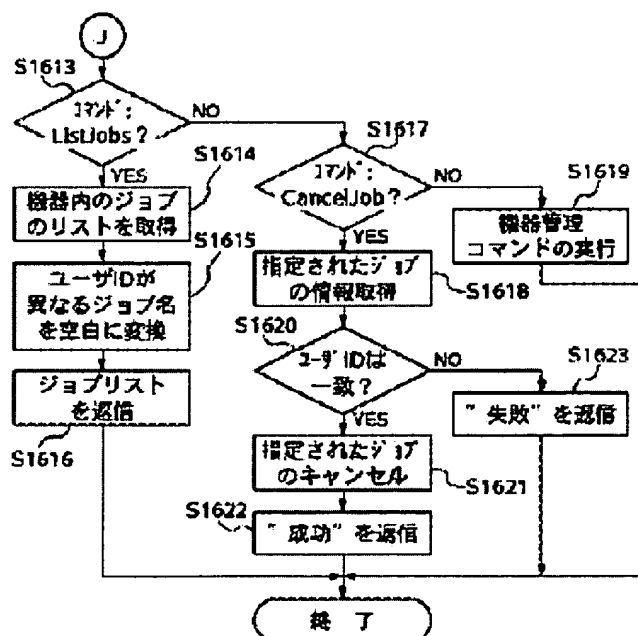 J
S1613
コマンド:
ListJobs?
NO
YES
S1614
機器内のジョブ
のリストを取得
S1615
ユーザIDが
異なるジョブ名
を空白に変換
ジョブリスト
を返信
S1616
S1617
コマンド:
CancelJob?
NO
YES
S1619
機器管理
コマンドの実行
指定されたジョブ
の情報取得
S1618
S1620
ユーザIDは
一致?
NO
YES
S1623
"失敗"を返信
指定されたジョブ
のキャンセル
S1621
S1622
"成功"を返信
終 了